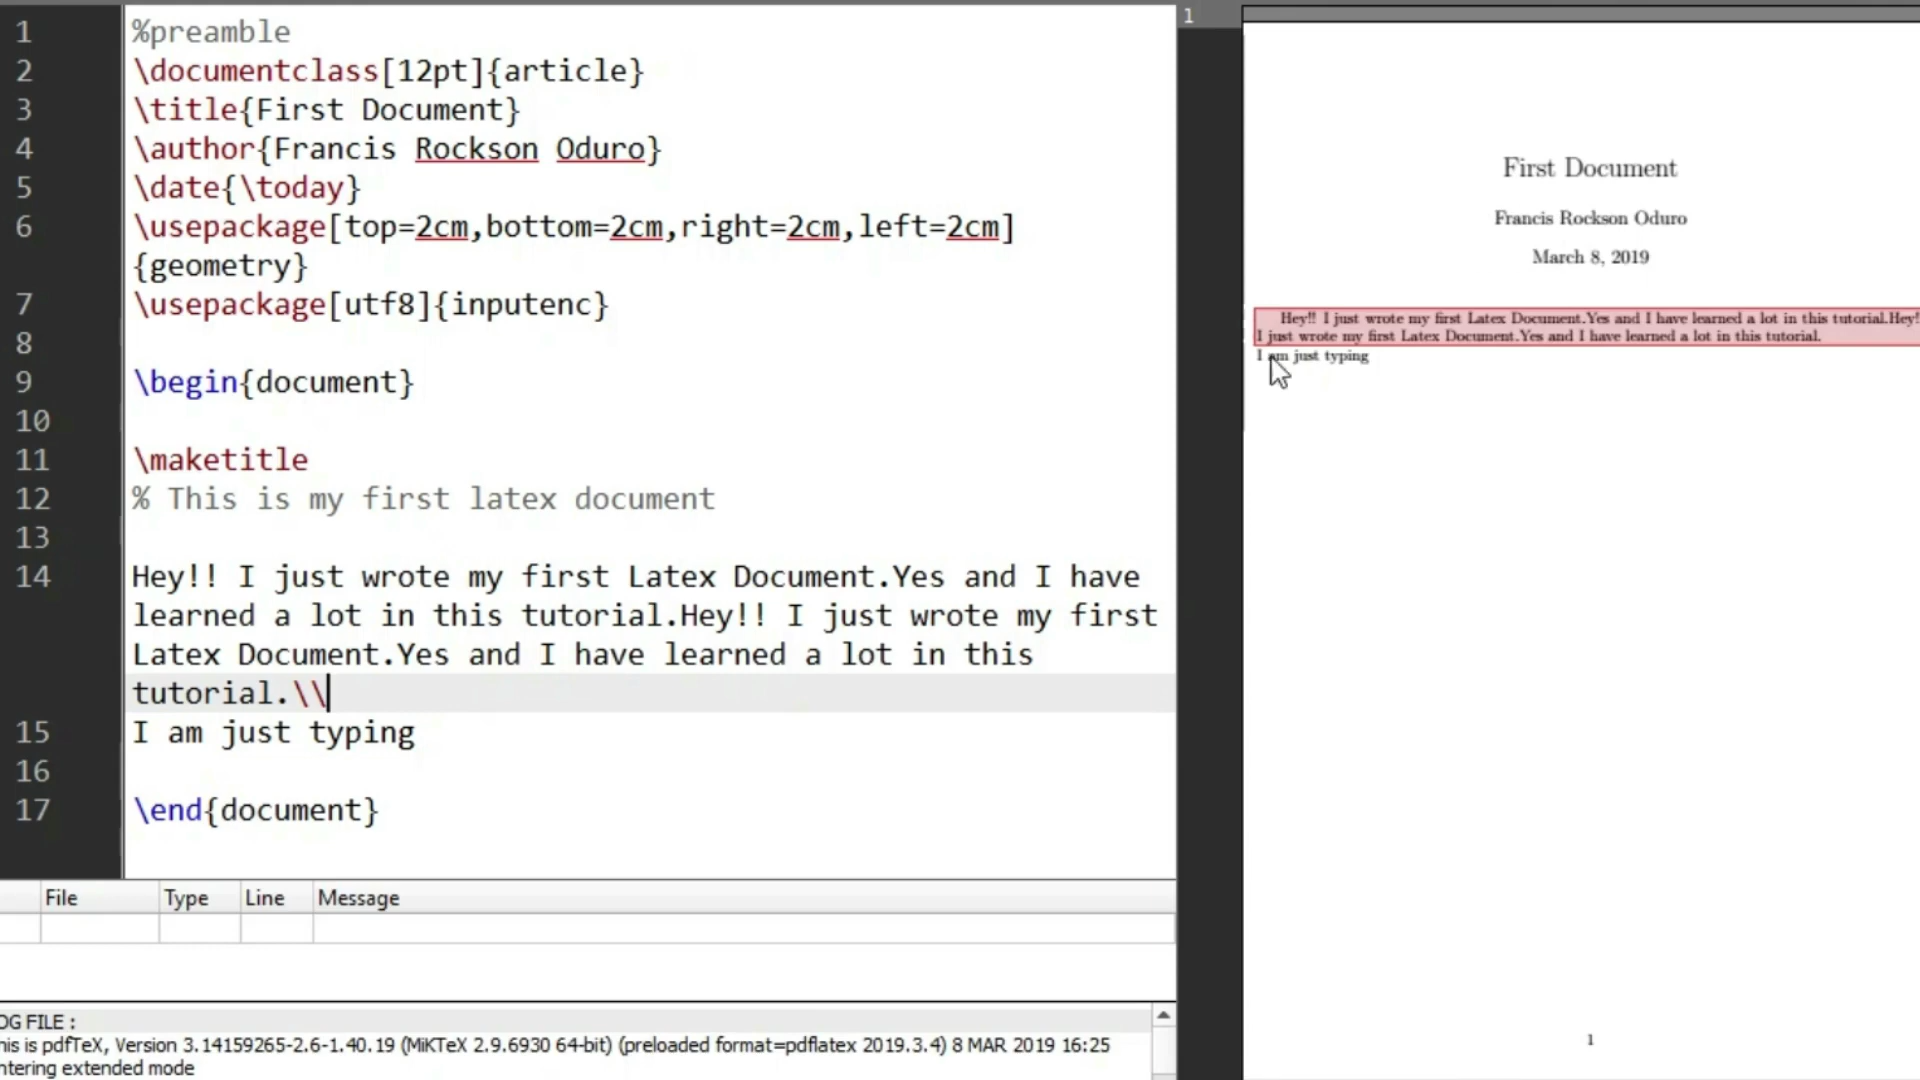 1 %preamble
2 \documentclass[12pt]{article}
3 \title{First Document}
4 \author{Francis Rockson Oduro}
5 \date{\today}
6 \usepackage[top=2cm,bottom=2cm,right=2cm,left=2cm]
{geometry}
7 \usepackage[utf8]{inputenc}
8
9 \begin{document}
10
11 \maketitle
12 % This is my first latex document
13
14 Hey!! I just wrote my first Latex Document.Yes and I have
learned a lot in this tutorial.Hey!! I just wrote my first
Latex Document.Yes and I have learned a lot in this
tutorial.\\
15 I am just typing
16
17 \end{document}
File Type Line Message
OG FILE :
his is pdfTeX, Version 3.14159265-2.6-1.40.19 (MiKTeX 2.9.6930 64-bit) (preloaded format=pdflatex 2019.3.4) 8 MAR 2019 16:25
ntering extended mode
1
First Document
Francis Rockson Oduro
March 8, 2019
Hey!! I just wrote my first Latex Document.Yes and I have learned a lot in this tutorial.Hey!
I just wrote my first Latex Document.Yes and I have learned a lot in this tutorial.
I am just typing
1